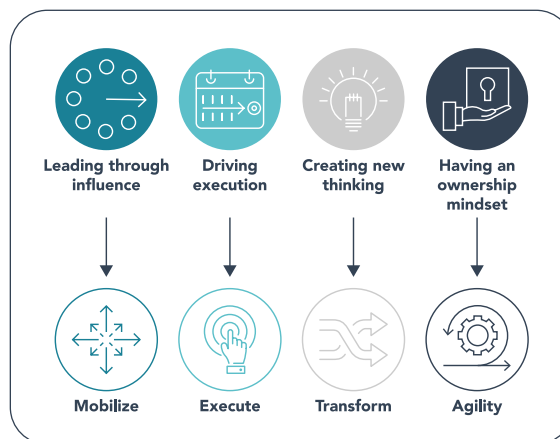 Leading through
influence
Driving
execution
Creating new
thinking
Having an
ownership
mindset
Mobilize
Execute
Transform
Agility